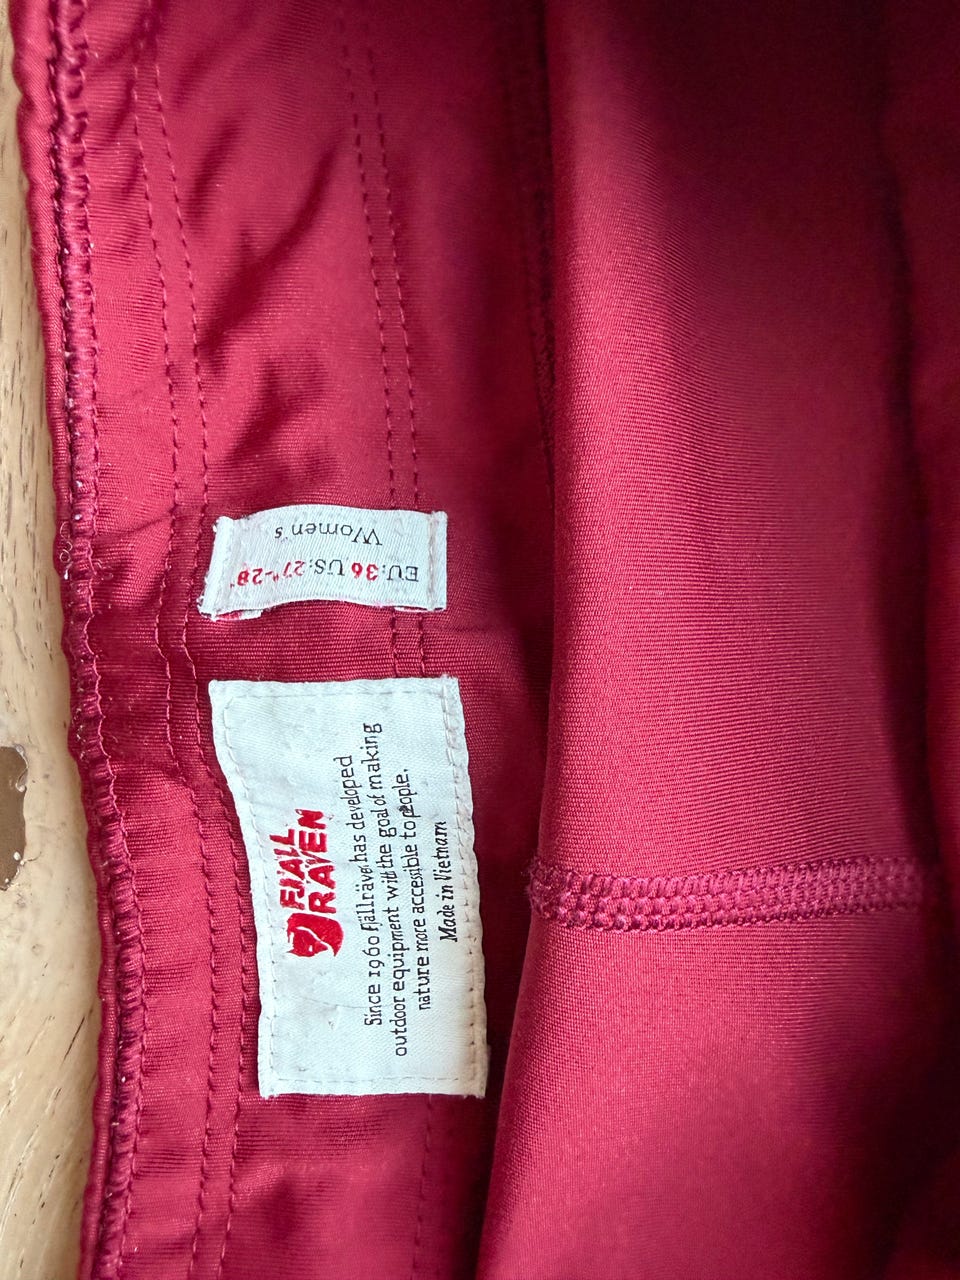 Women's
EU: 36 US: 27"-28"
FJÄLL
RÄVEN
Since 1960 Fjällräven has developed
outdoor equipment with the goal of making
nature more accessible to people.
Made in Vietnam